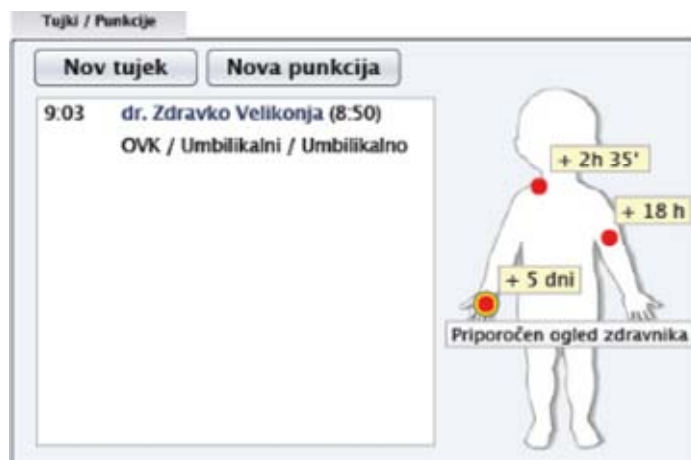 Tujki / Punkcije
Nov tujek
Nova punkcija
9:03 dr. Zdravko Velikonja (8:50)
OVK / Umbilikalni / Umbilikalno
+ 2h 35'
+ 18 h
+ 5 dni
Priporočen ogled zdravnika